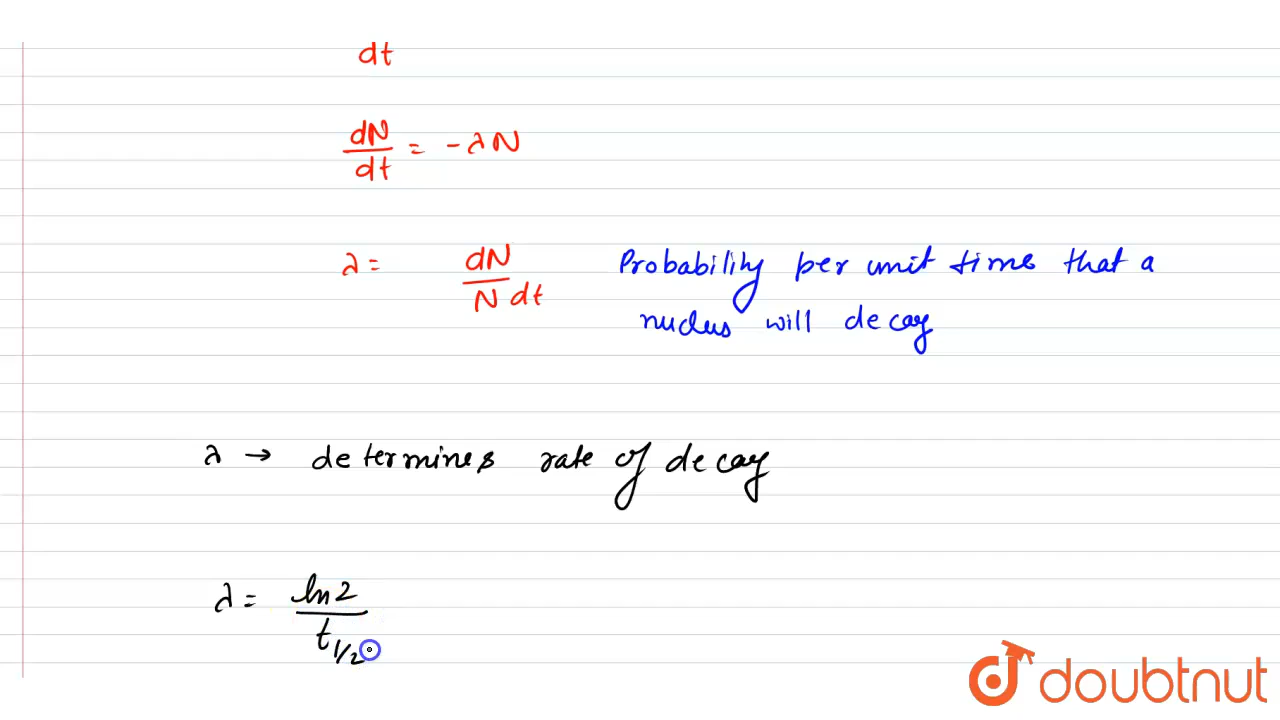 dt
dN/dt = -λN
λ = dN/N dt Probability per unit time that a
nucleus will decay
λ → determines rate of decay
λ = ln2/t1/2
doubtnut